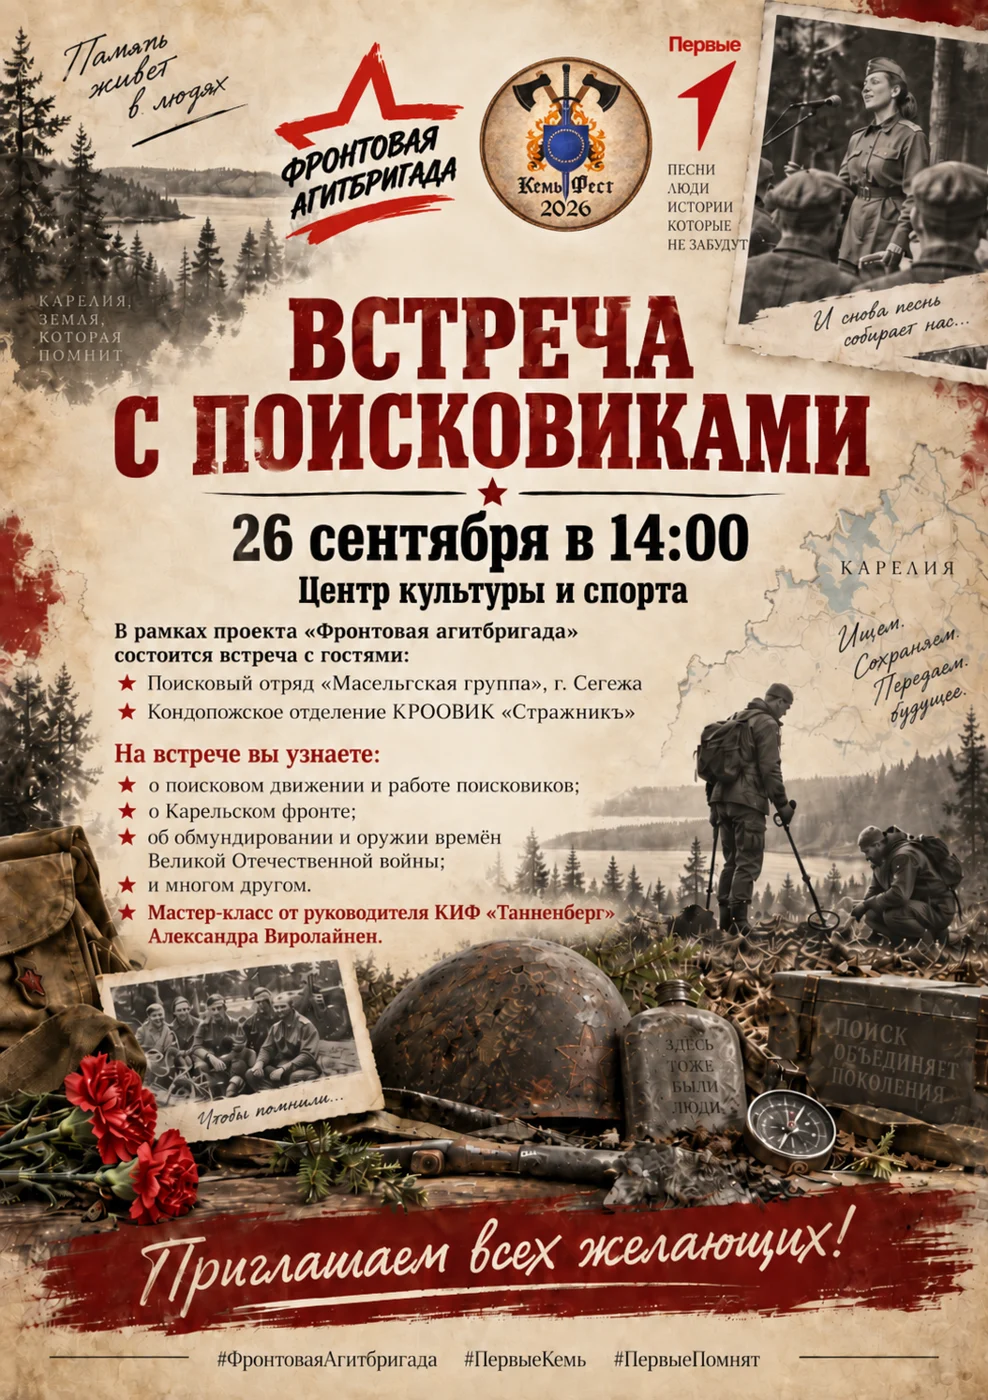 Память
живет
в людях
ФРОНТОВАЯ
АГИТБРИГАДА
Кемь Фест
2026
Первые
1
ПЕСНИ
ЛЮДИ
ИСТОРИИ
КОТОРЫЕ
НЕ ЗАБУДУТ
И снова песнь
собирает нас...
КАРЕЛИЯ,
ЗЕМЛЯ,
КОТОРАЯ
ПОМНИТ
ВСТРЕЧА
С ПОИСКОВИКАМИ
26 сентября в 14:00
Центр культуры и спорта
КАРЕЛИЯ
Ищем.
Сохраняем.
Передаем.
будущее.
В рамках проекта «Фронтовая агитбригада»
состоится встреча с гостями:
Поисковый отряд «Масельгская группа», г. Сегежа
Кондопожское отделение КРООВИК «Стражникъ»
На встрече вы узнаете:
о поисковом движении и работе поисковиков;
о Карельском фронте;
об обмундировании и оружии времён
Великой Отечественной войны;
и многом другом.
Мастер-класс от руководителя КИФ «Танненберг»
Александра Виролайнен.
Чтобы помнили...
ЗДЕСЬ
ТОЖЕ
БЫЛИ
ЛЮДИ
ПОИСК
ОБЪЕДИНЯЕТ
ПОКОЛЕНИЯ
Приглашаем всех желающих!
#ФронтоваяАгитбригада #ПервыеКемь #ПервыеПомнят